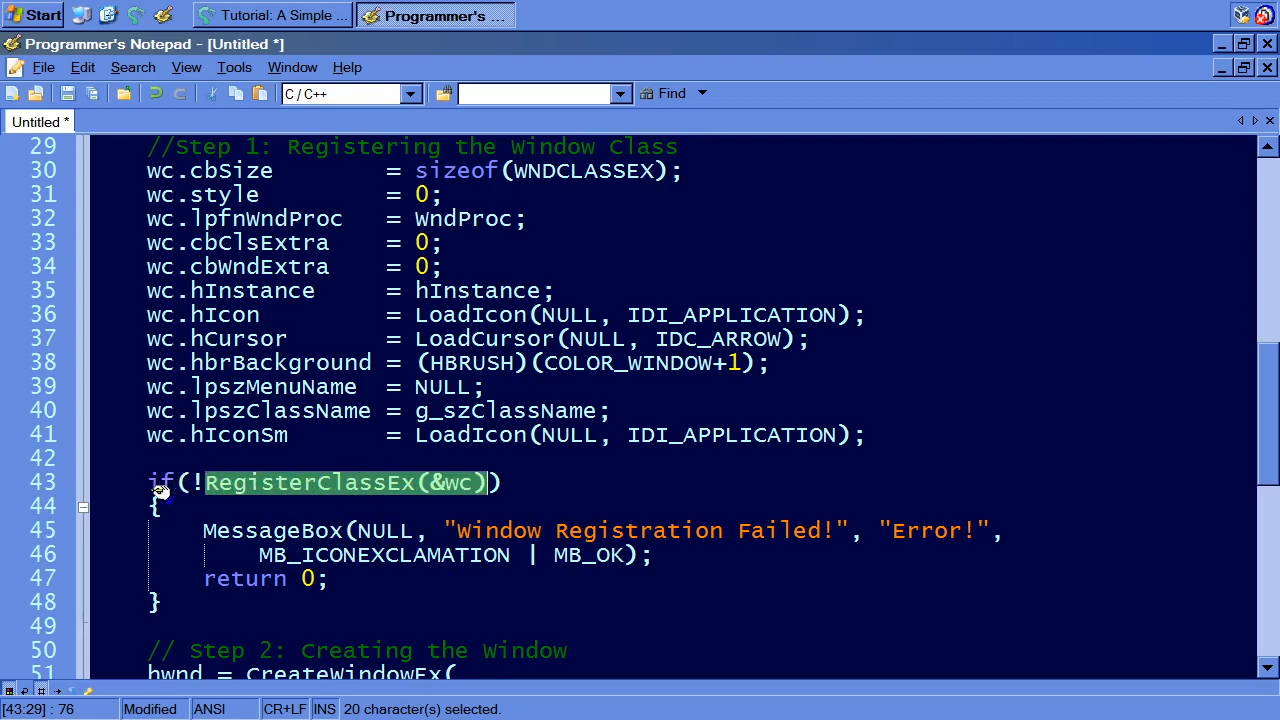 Start Tutorial: A Simple ... Programmer's ...
Programmer's Notepad - [Untitled *]
File Edit Search View Tools Window Help
C / C++ Find
Untitled *
29 //Step 1: Registering the Window Class
30 wc.cbSize = sizeof(WNDCLASSEX);
31 wc.style = 0;
32 wc.lpfnWndProc = WndProc;
33 wc.cbClsExtra = 0;
34 wc.cbWndExtra = 0;
35 wc.hInstance = hInstance;
36 wc.hIcon = LoadIcon(NULL, IDI_APPLICATION);
37 wc.hCursor = LoadCursor(NULL, IDC_ARROW);
38 wc.hbrBackground = (HBRUSH)(COLOR_WINDOW+1);
39 wc.lpszMenuName = NULL;
40 wc.lpszClassName = g_szClassName;
41 wc.hIconSm = LoadIcon(NULL, IDI_APPLICATION);
42
43 if(!RegisterClassEx(&wc))
44 {
45 MessageBox(NULL, "Window Registration Failed!", "Error!",
46 MB_ICONEXCLAMATION | MB_OK);
47 return 0;
48 }
49
50 // Step 2: Creating the Window
51 hwnd = CreateWindowEx(
[43:29] : 76 Modified ANSI CR+LF INS 20 character(s) selected.